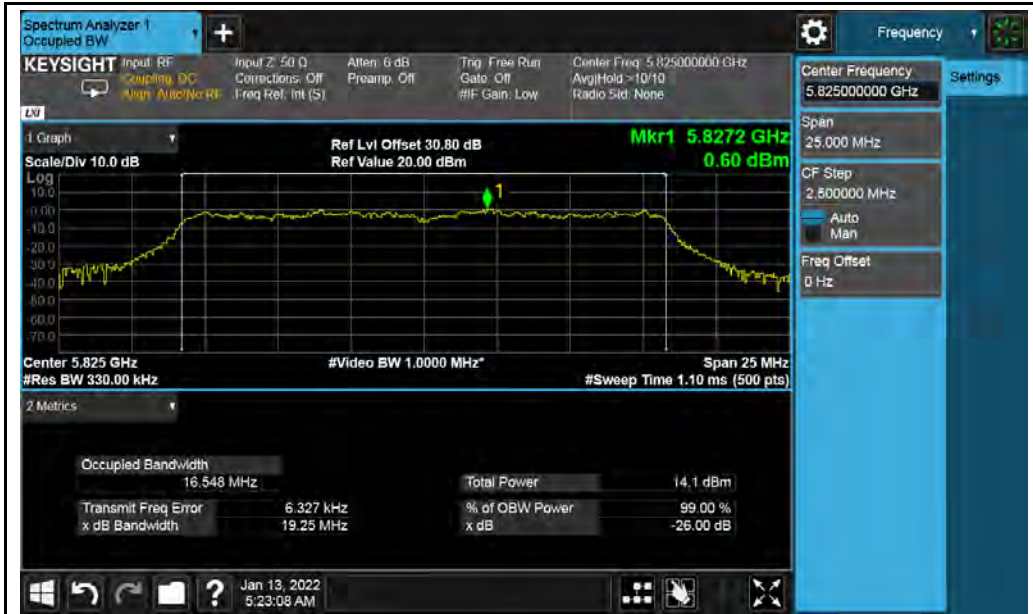 Spectrum Analyzer 1
Occupied BW
+
Frequency
KEYSIGHT
Input: RF
Coupling: DC
Align: Auto/No RF
Input Z: 50 Ω
Corrections: Off
Freq Ref: Int (S)
Atten: 6 dB
Preamp: Off
Trig: Free Run
Gate: Off
#IF Gain: Low
Center Freq: 5.825000000 GHz
Avg|Hold:>10/10
Radio Std: None
LXI
Center Frequency
5.825000000 GHz
Settings
Span
25.000 MHz
CF Step
2.500000 MHz
Auto
Man
Freq Offset
0 Hz
1 Graph
Scale/Div 10.0 dB
Ref Lvl Offset 30.80 dB
Ref Value 20.00 dBm
Mkr1 5.8272 GHz
0.60 dBm
Log
10.0
0.00
-10.0
-20.0
-30.0
-40.0
-50.0
-60.0
-70.0
1
Center 5.825 GHz
#Res BW 330.00 kHz
#Video BW 1.0000 MHz*
Span 25 MHz
#Sweep Time 1.10 ms (500 pts)
2 Metrics
Occupied Bandwidth
16.548 MHz
Total Power 14.1 dBm
Transmit Freq Error 6.327 kHz
% of OBW Power 99.00 %
x dB Bandwidth 19.25 MHz
x dB -26.00 dB
?
Jan 13, 2022
5:23:08 AM